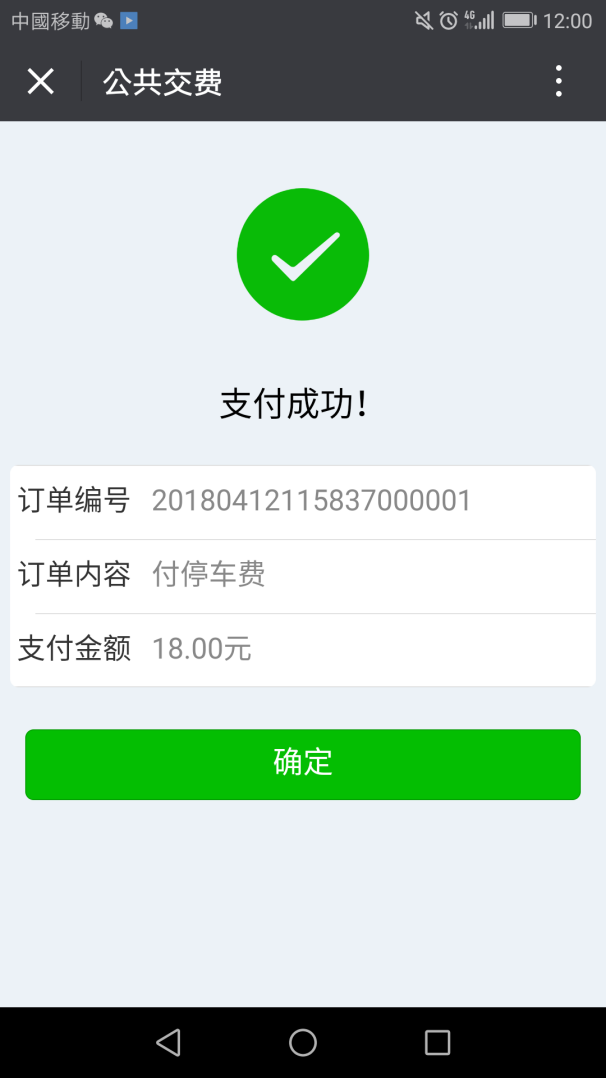 中國移動 4G 12:00
公共交费
支付成功!
订单编号 20180412115837000001
订单内容 付停车费
支付金额 18.00元
确定